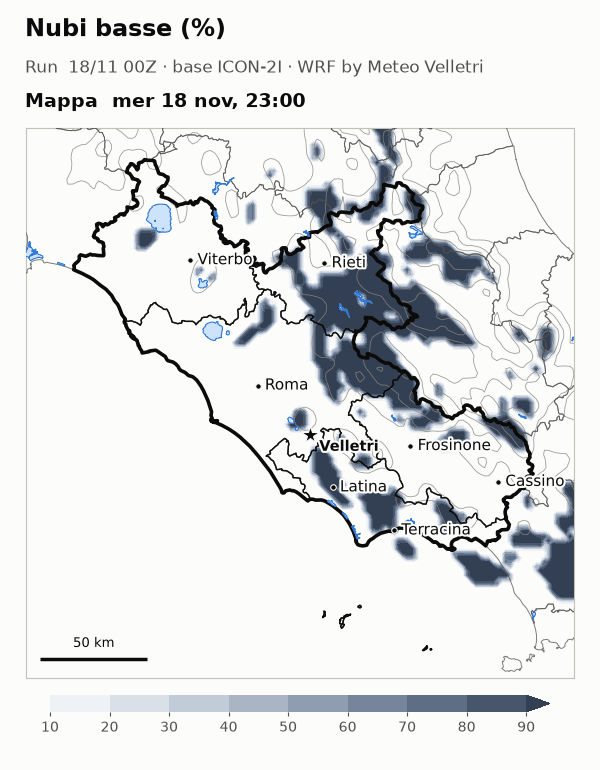 Nubi basse (%)
Run  18/11 00Z · base ICON-2I · WRF by Meteo Velletri
Mappa  mer 18 nov, 23:00
Viterbo
Rieti
Roma
Velletri
Frosinone
Latina
Cassino
Terracina
50 km
10 20 30 40 50 60 70 80 90